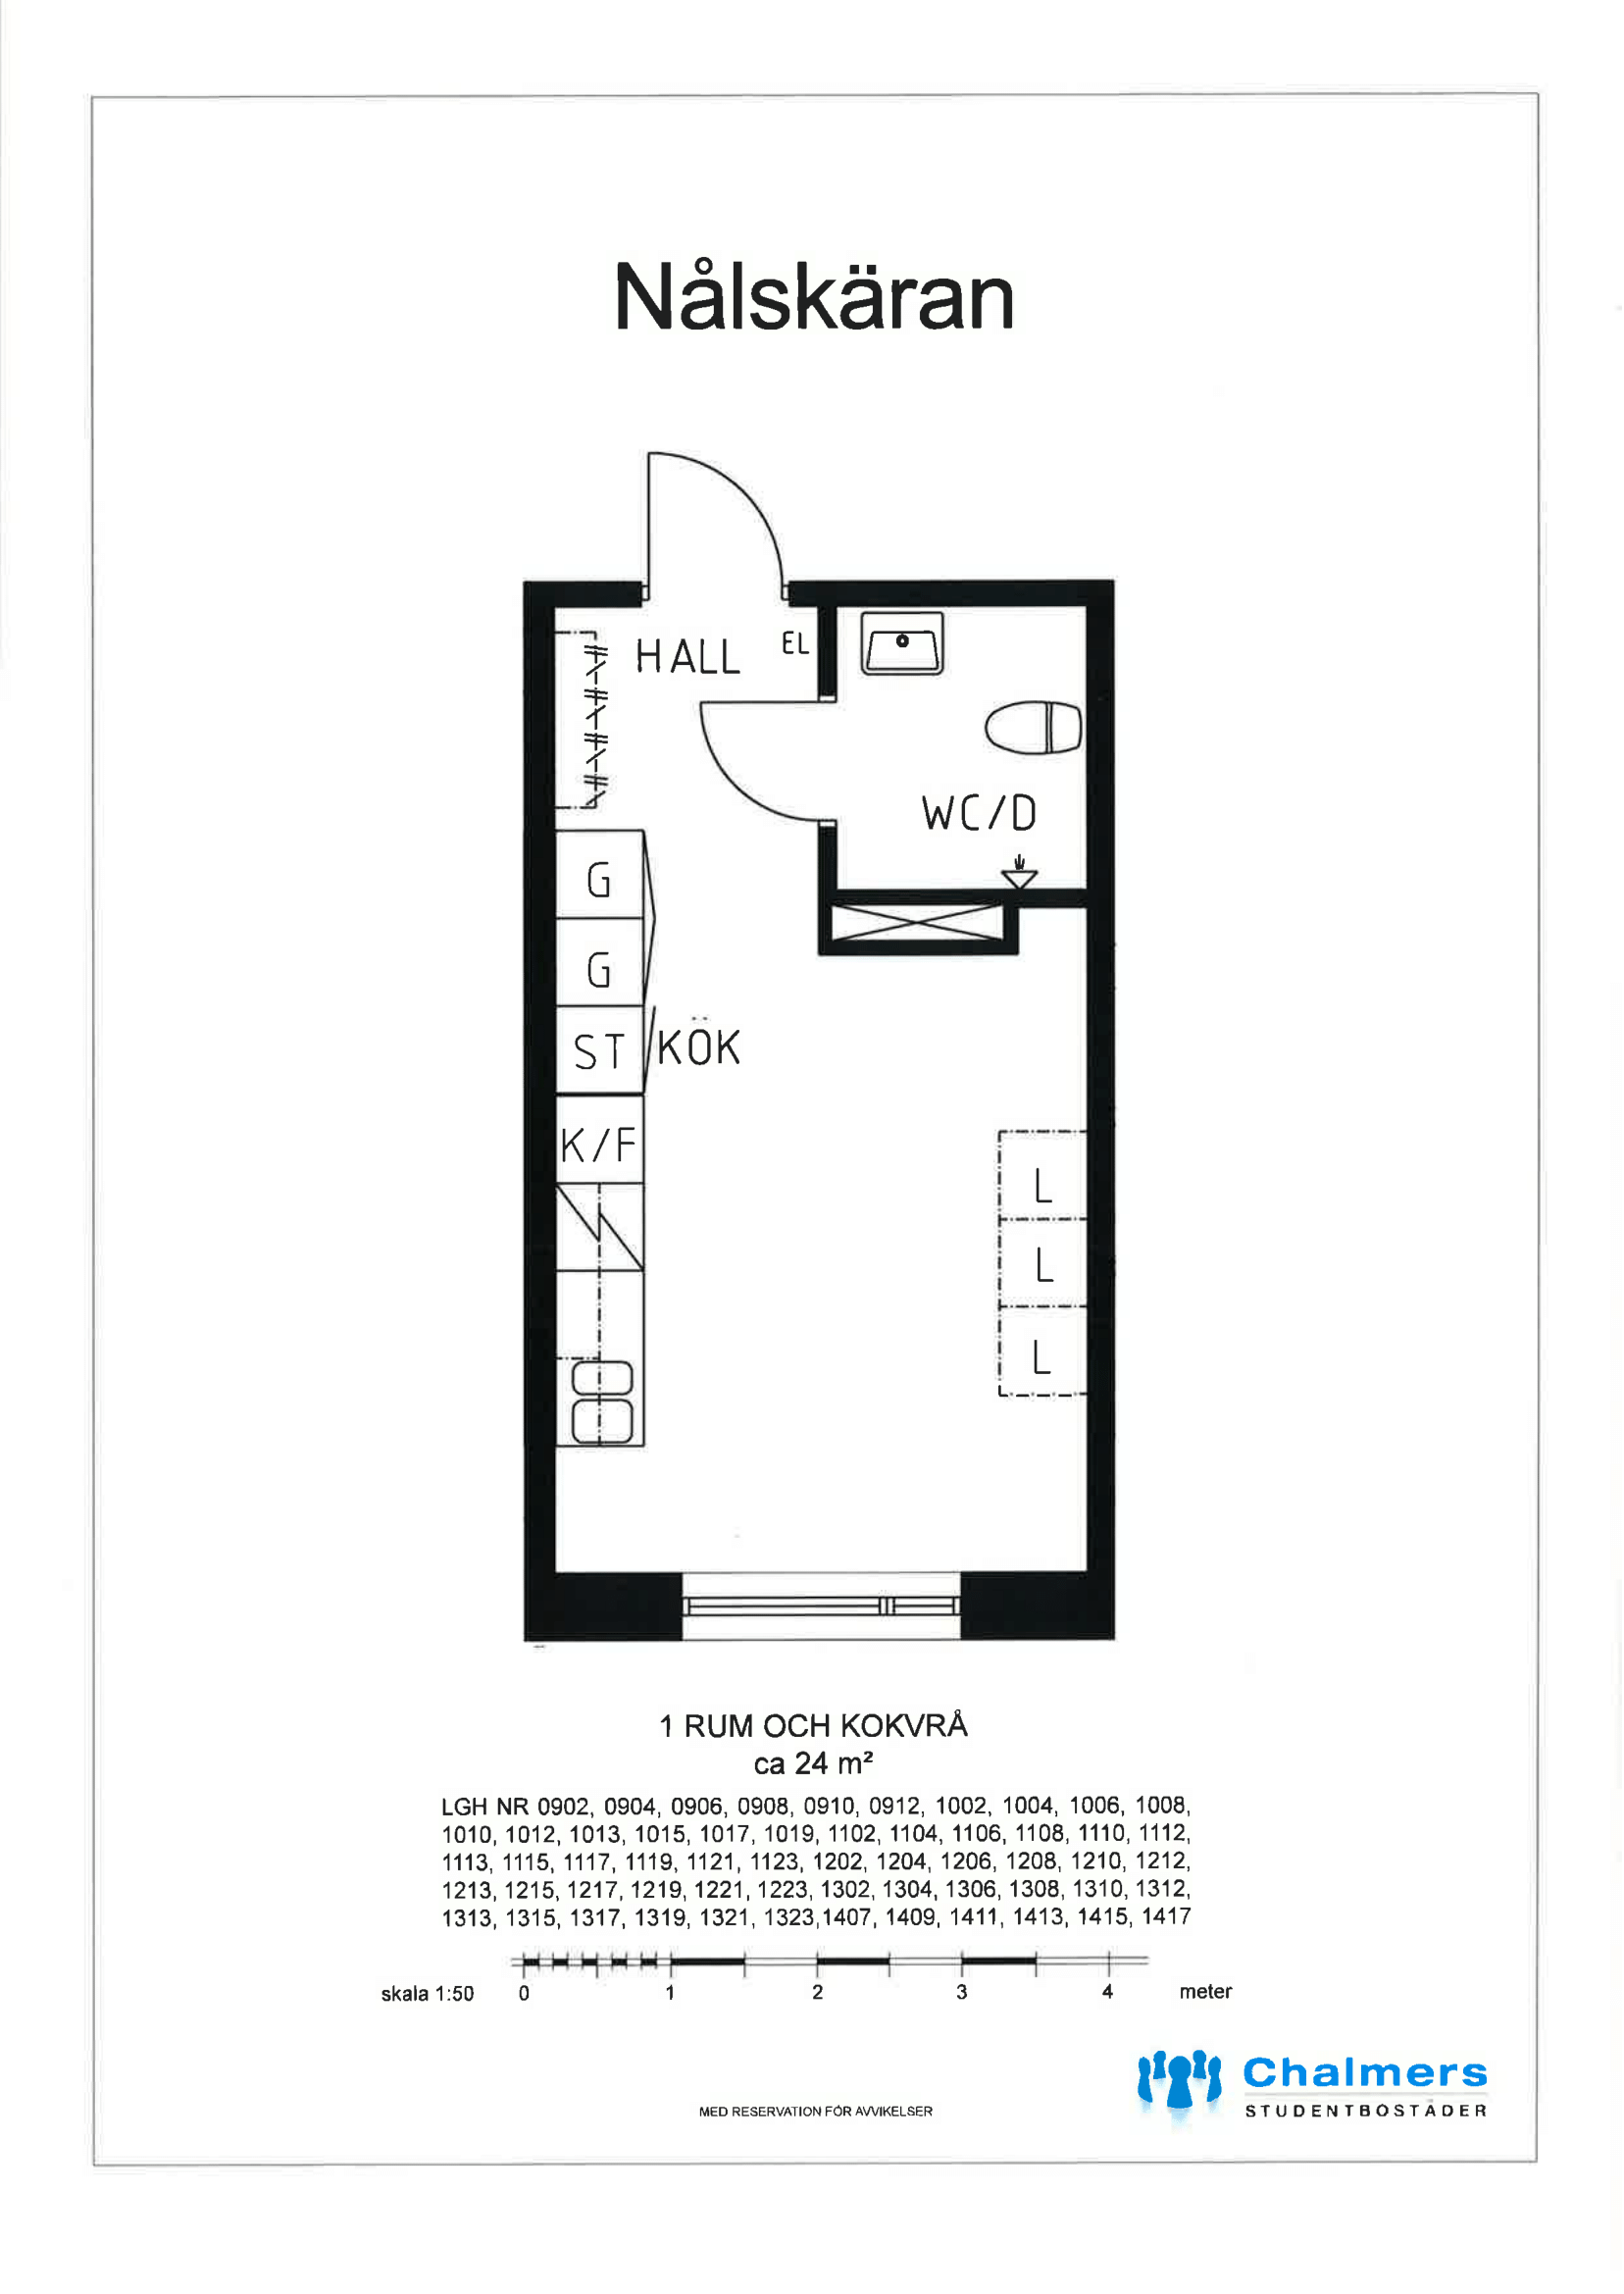 Nålskäran
HALL
EL
WC/D
G
G
ST
KÖK
K/F
L
L
L
1 RUM OCH KOKVRÅ
ca 24 m²
LGH NR 0902, 0904, 0906, 0908, 0910, 0912, 1002, 1004, 1006, 1008,
1010, 1012, 1013, 1015, 1017, 1019, 1102, 1104, 1106, 1108, 1110, 1112,
1113, 1115, 1117, 1119, 1121, 1123, 1202, 1204, 1206, 1208, 1210, 1212,
1213, 1215, 1217, 1219, 1221, 1223, 1302, 1304, 1306, 1308, 1310, 1312,
1313, 1315, 1317, 1319, 1321, 1323,1407, 1409, 1411, 1413, 1415, 1417
skala 1:50 0 1 2 3 4 meter
Chalmers
STUDENTBOSTÄDER
MED RESERVATION FÖR AVVIKELSER